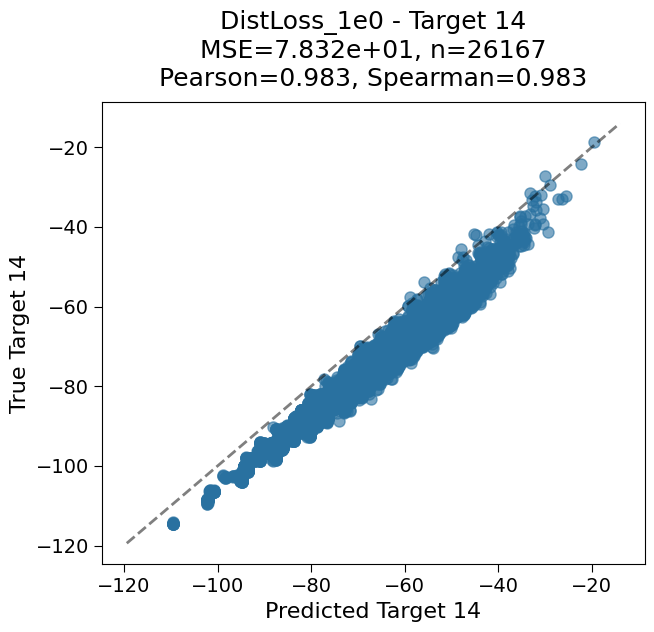 DistLoss_1e0 - Target 14
MSE=7.832e+01, n=26167
Pearson=0.983, Spearman=0.983
True Target 14
−20
−40
−60
−80
−100
−120
−120 −100 −80 −60 −40 −20
Predicted Target 14